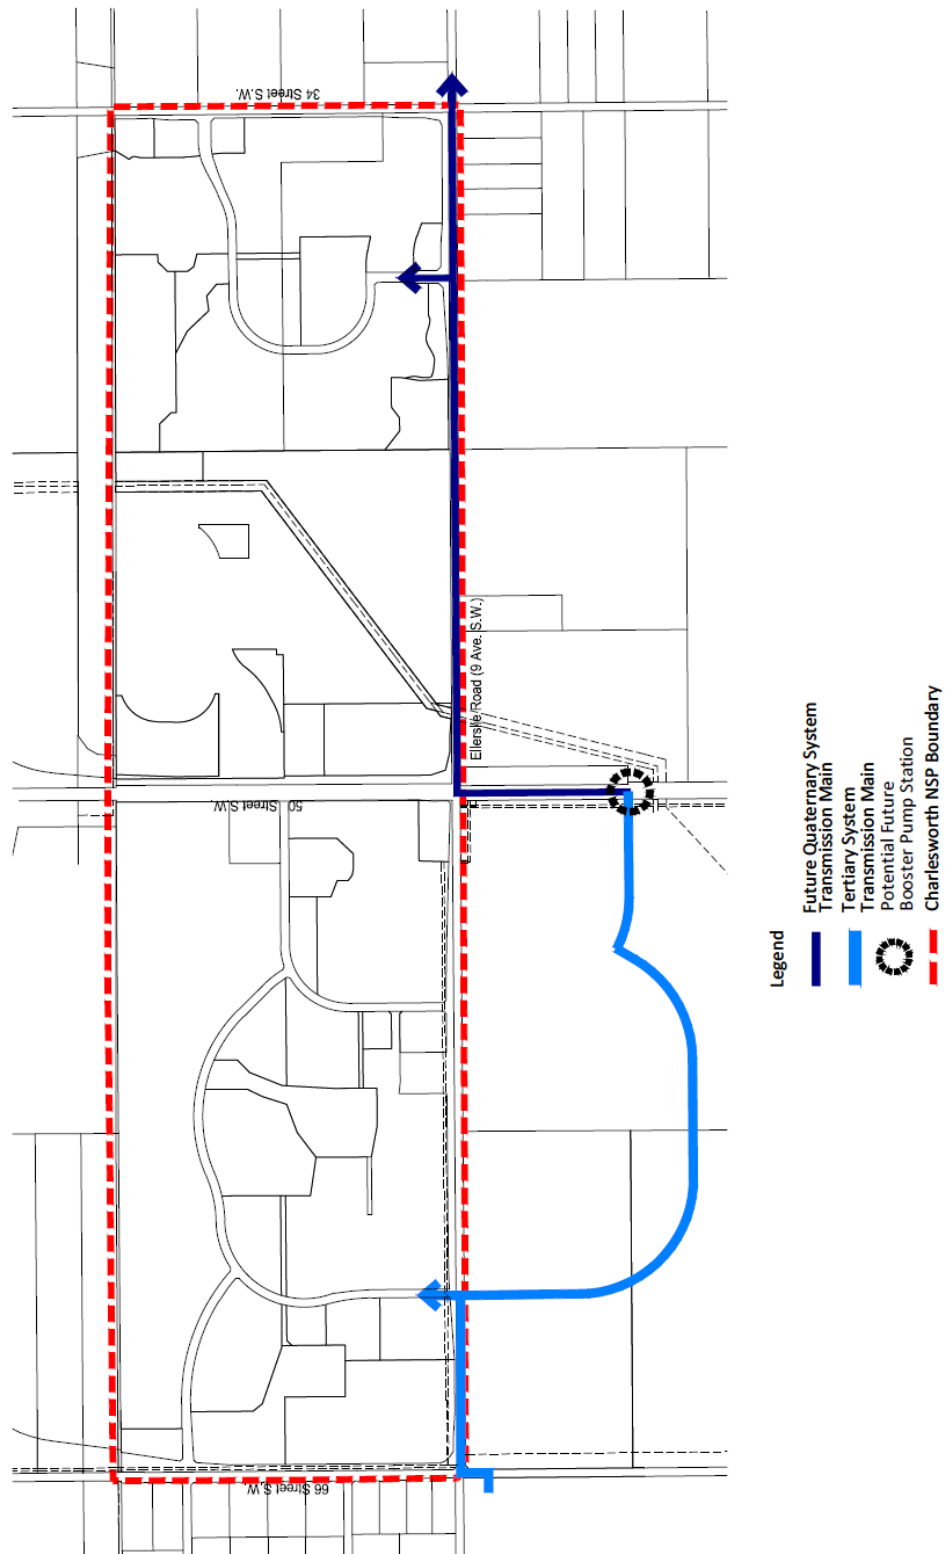 34 Street S.W.
Ellerslie Road (9 Ave. S.W.)
50 Street S.W.
66 Street S.W.
Legend
Future Quaternary System
Transmission Main
Tertiary System
Transmission Main
Potential Future
Booster Pump Station
Charlesworth NSP Boundary